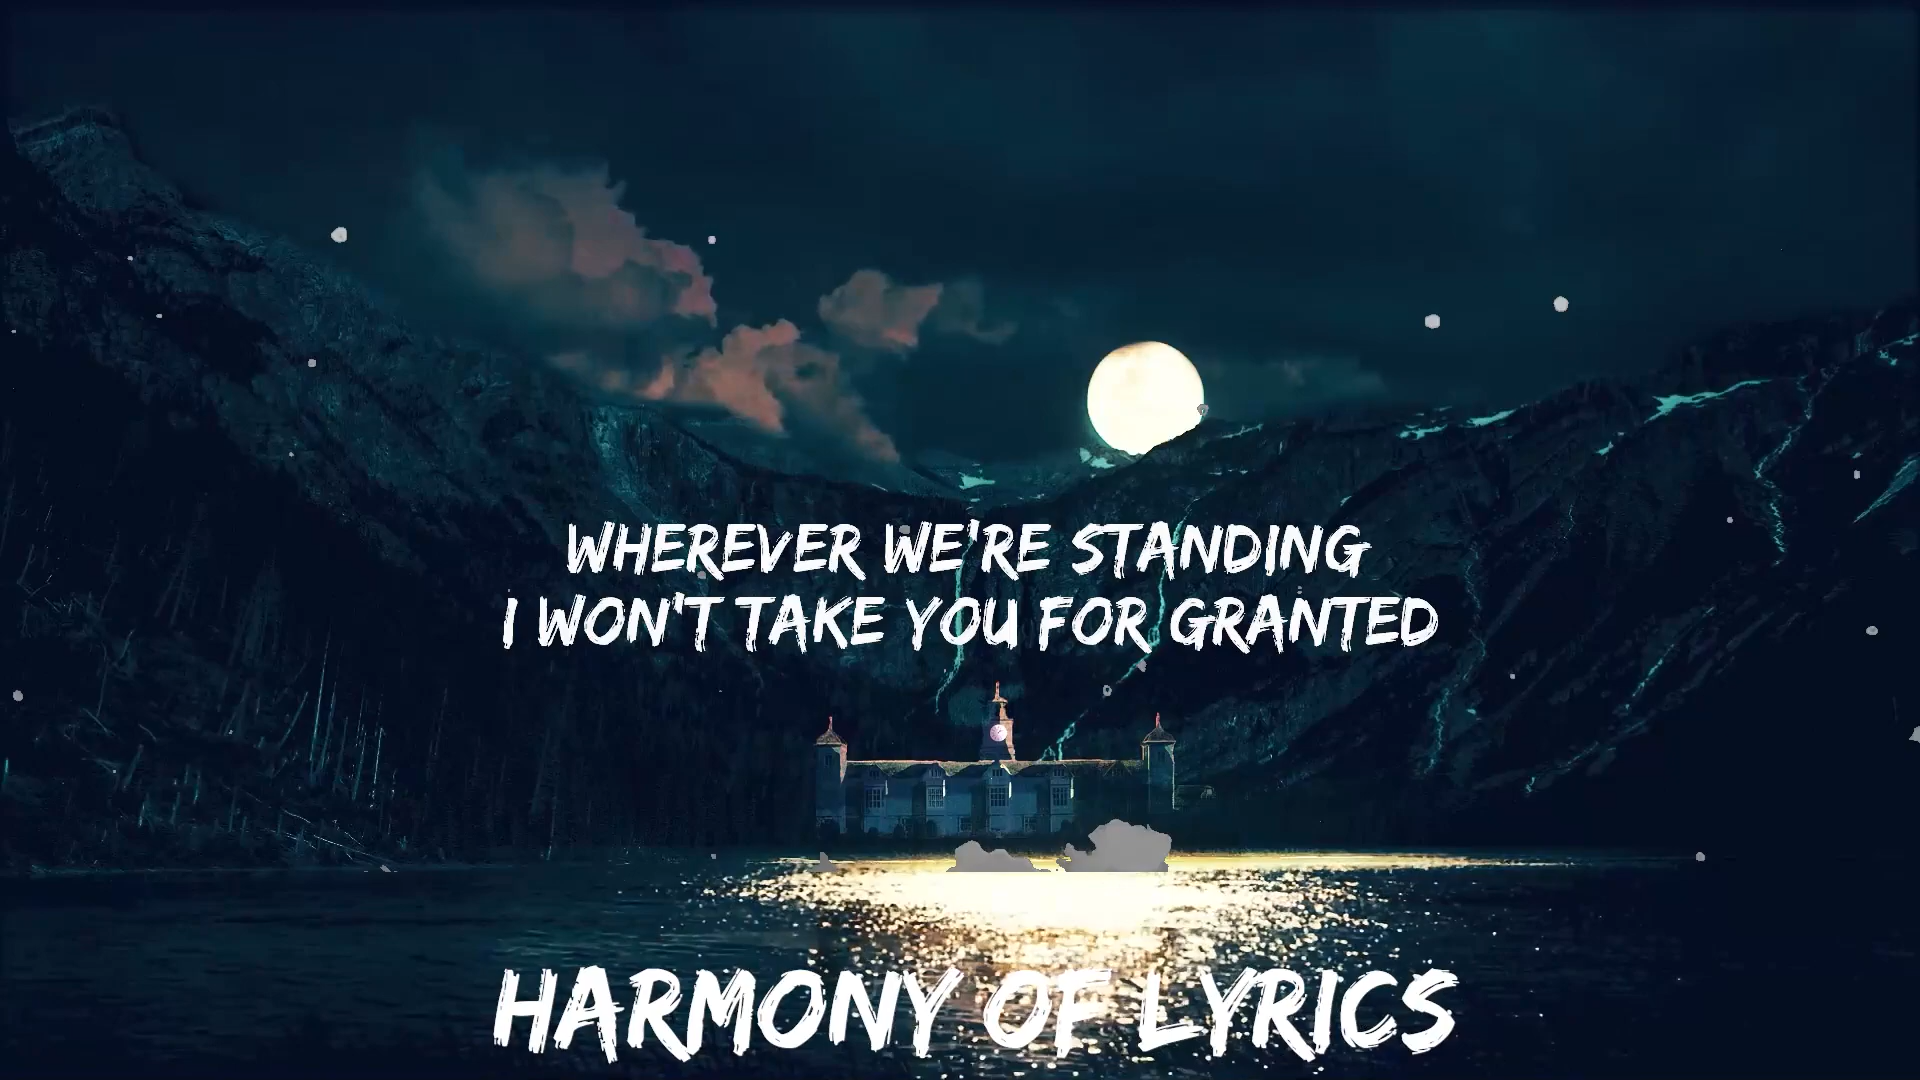 WHEREVER WE'RE STANDING
I WON'T TAKE YOU FOR GRANTED
HARMONY OF LYRICS